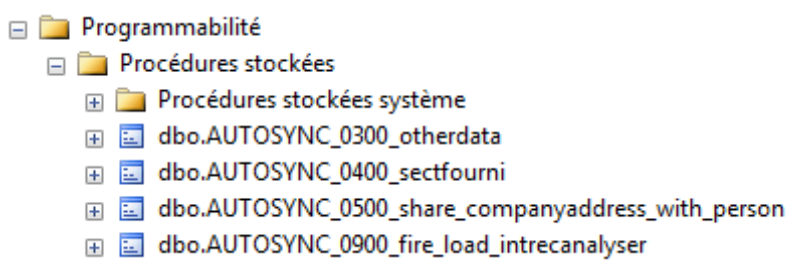 Programmabilité
Procédures stockées
Procédures stockées système
dbo.AUTOSYNC_0300_otherdata
dbo.AUTOSYNC_0400_sectfourni
dbo.AUTOSYNC_0500_share_companyaddress_with_person
dbo.AUTOSYNC_0900_fire_load_intrecanalyser